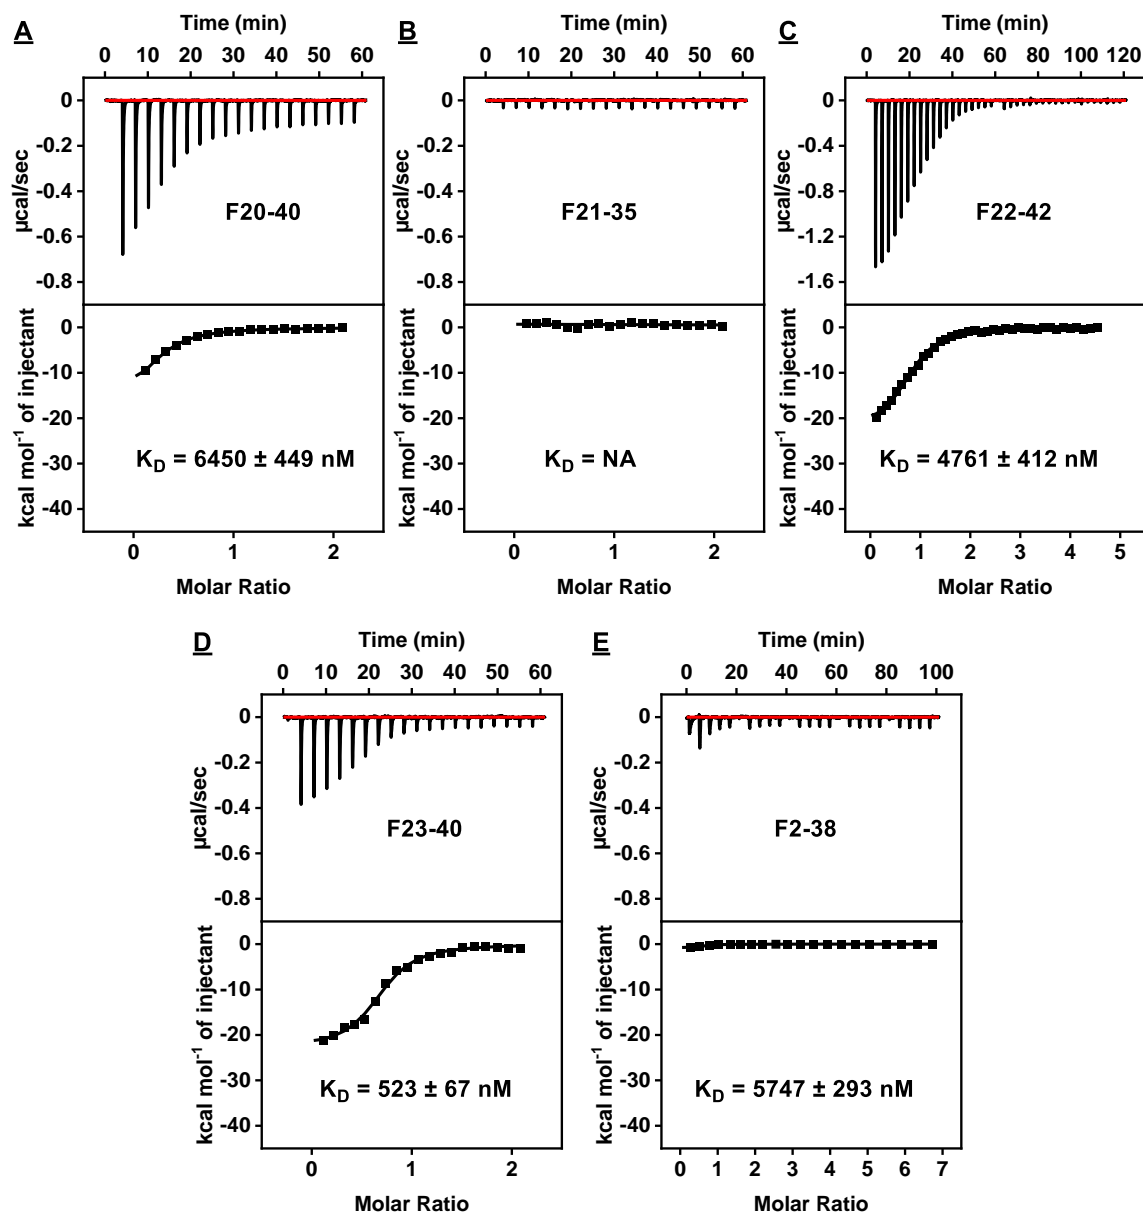 A
Time (min)
0 10 20 30 40 50 60
µcal/sec
0
-0.2
-0.4
-0.6
-0.8
F20-40
kcal mol⁻¹ of injectant
0
-10
-20
-30
-40
K_D = 6450 ± 449 nM
0 1 2
Molar Ratio
B
Time (min)
0 10 20 30 40 50 60
µcal/sec
0
-0.2
-0.4
-0.6
-0.8
F21-35
kcal mol⁻¹ of injectant
0
-10
-20
-30
-40
K_D = NA
0 1 2
Molar Ratio
C
Time (min)
0 20 40 60 80 100 120
µcal/sec
0
-0.4
-0.8
-1.2
-1.6
F22-42
kcal mol⁻¹ of injectant
0
-10
-20
-30
-40
K_D = 4761 ± 412 nM
0 1 2 3 4 5
Molar Ratio
D
Time (min)
0 10 20 30 40 50 60
µcal/sec
0
-0.2
-0.4
-0.6
-0.8
F23-40
kcal mol⁻¹ of injectant
0
-10
-20
-30
-40
K_D = 523 ± 67 nM
0 1 2
Molar Ratio
E
Time (min)
0 20 40 60 80 100
µcal/sec
0
-0.2
-0.4
-0.6
-0.8
F2-38
kcal mol⁻¹ of injectant
0
-10
-20
-30
-40
K_D = 5747 ± 293 nM
0 1 2 3 4 5 6 7
Molar Ratio